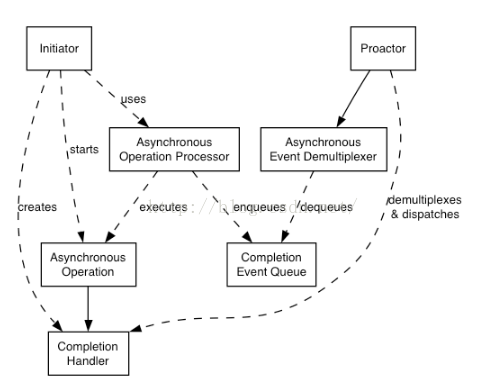 Initiator
Proactor
uses
Asynchronous
Operation Processor
Asynchronous
Event Demultiplexer
starts
creates
executes
enqueues
dequeues
demultiplexes
& dispatches
Asynchronous
Operation
Completion
Event Queue
Completion
Handler